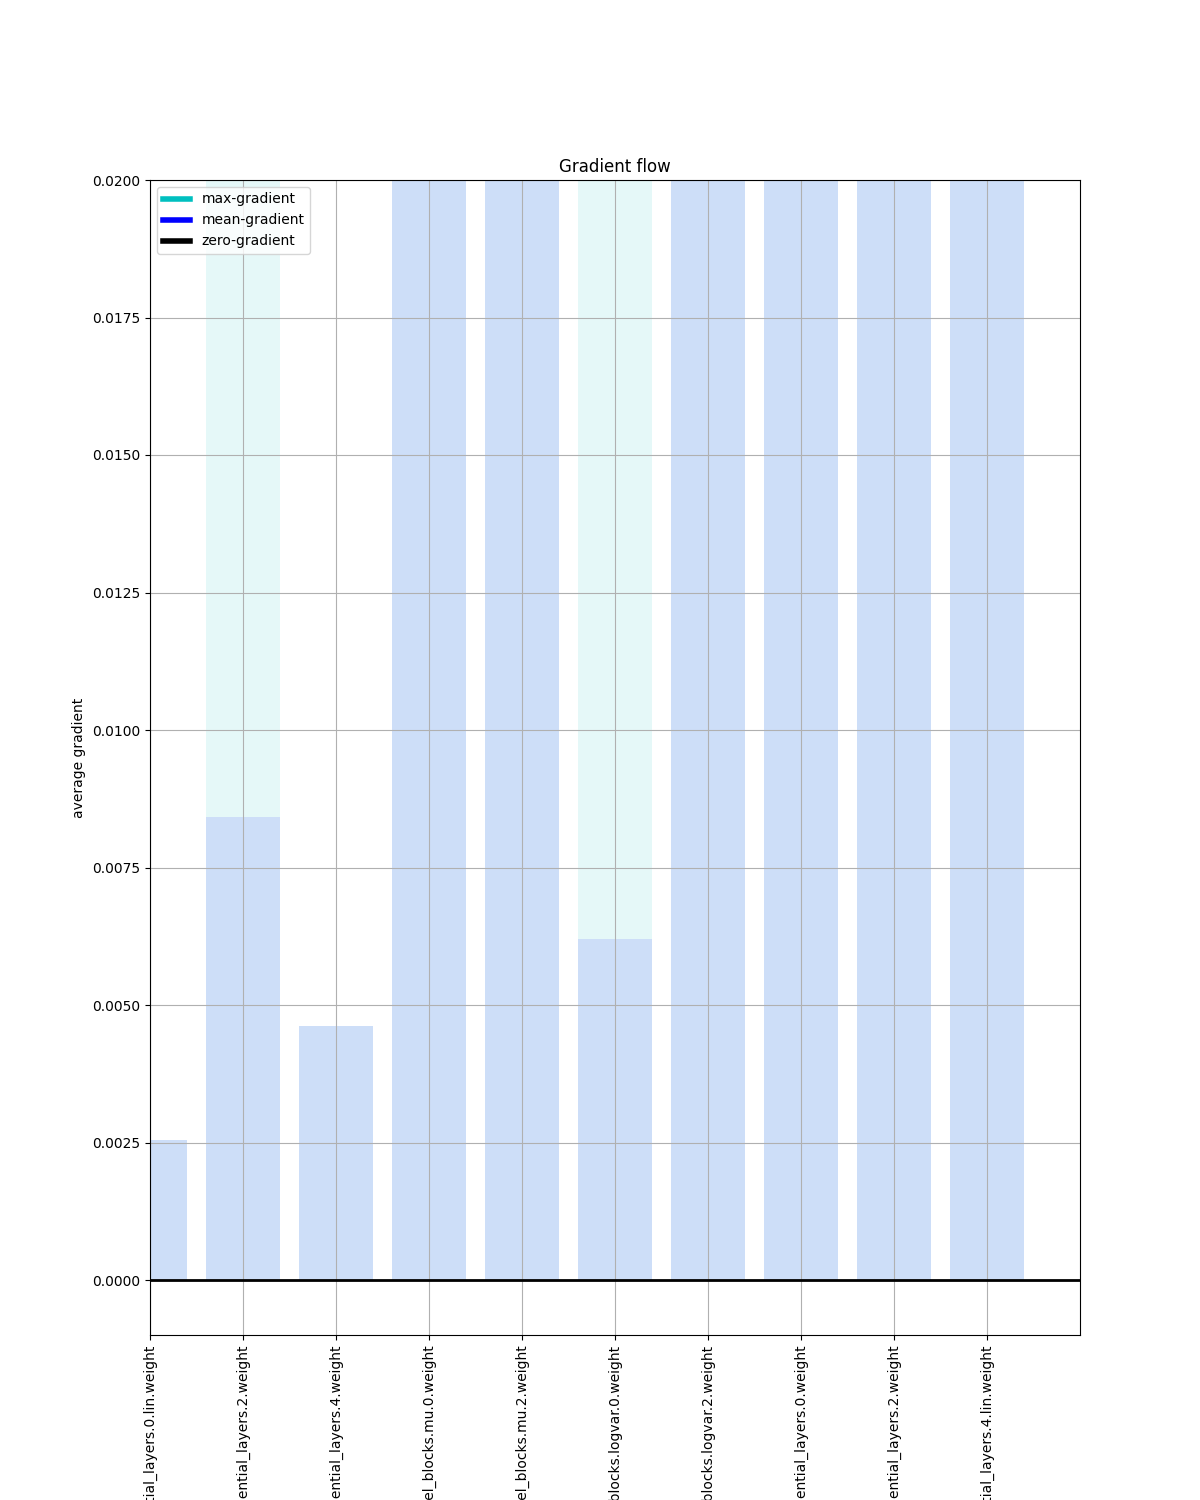 Gradient flow
max-gradient
mean-gradient
zero-gradient
0.0200
0.0175
0.0150
0.0125
0.0100
0.0075
0.0050
0.0025
0.0000
average gradient
tial_layers.0.lin.weight
ential_layers.2.weight
ential_layers.4.weight
el_blocks.mu.0.weight
el_blocks.mu.2.weight
blocks.logvar.0.weight
blocks.logvar.2.weight
ential_layers.0.weight
ential_layers.2.weight
tial_layers.4.lin.weight